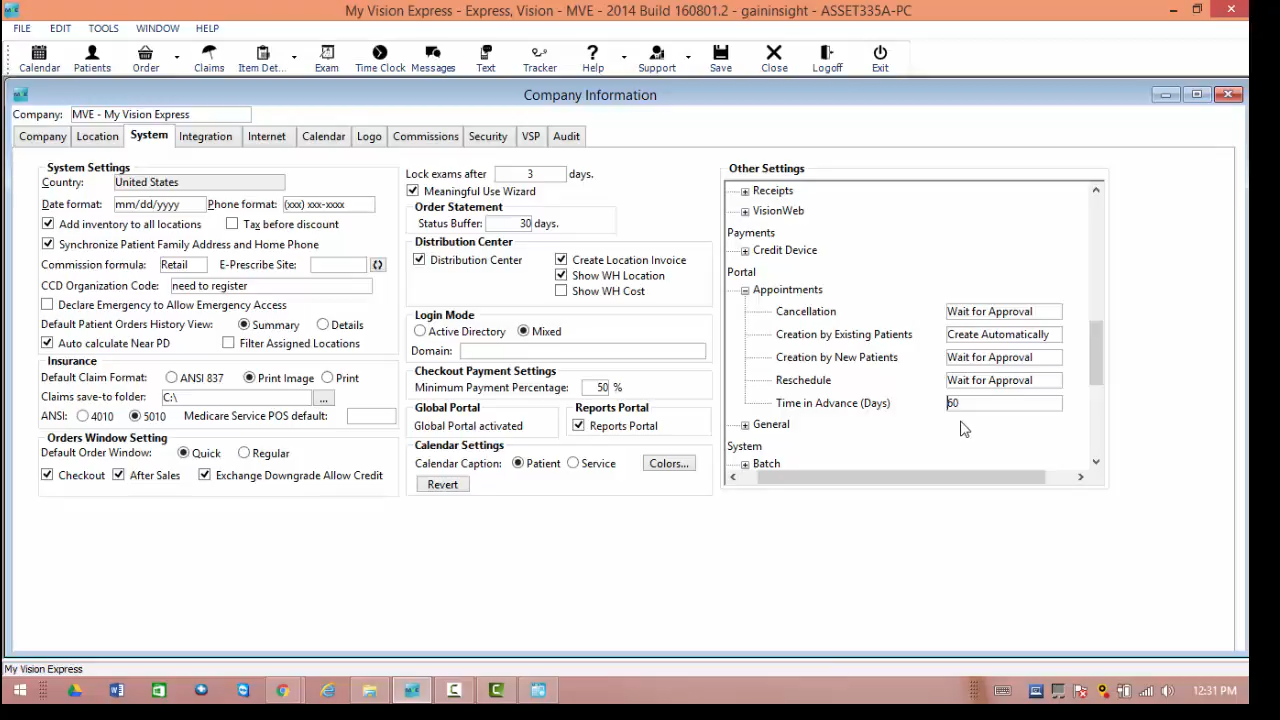 My Vision Express - Express, Vision - MVE - 2014 Build 160801.2 - gaininsight - ASSET335A-PC
FILE EDIT TOOLS WINDOW HELP
Calendar Patients Order Claims Item Det... Exam Time Clock Messages Text Tracker Help Support Save Close Logoff Exit
Company Information
Company: MVE - My Vision Express
Company Location System Integration Internet Calendar Logo Commissions Security VSP Audit
System Settings
Country: United States
Date format: mm/dd/yyyy Phone format: (xxx) xxx-xxxx
Add inventory to all locations Tax before discount
Synchronize Patient Family Address and Home Phone
Commission formula: Retail E-Prescribe Site:
CCD Organization Code: need to register
Declare Emergency to Allow Emergency Access
Default Patient Orders History View: Summary Details
Auto calculate Near PD Filter Assigned Locations
Insurance
Default Claim Format: ANSI 837 Print Image Print
Claims save-to folder: C:\ ...
ANSI: 4010 5010 Medicare Service POS default:
Orders Window Setting
Default Order Window: Quick Regular
Checkout After Sales Exchange Downgrade Allow Credit
Lock exams after 3 days.
Meaningful Use Wizard
Order Statement
Status Buffer: 30 days.
Distribution Center
Distribution Center Create Location Invoice
Show WH Location
Show WH Cost
Login Mode
Active Directory Mixed
Domain:
Checkout Payment Settings
Minimum Payment Percentage: 50 %
Global Portal Reports Portal
Global Portal activated Reports Portal
Calendar Settings
Calendar Caption: Patient Service Colors...
Revert
Other Settings
Receipts
VisionWeb
Payments
Credit Device
Portal
Appointments
Cancellation Wait for Approval
Creation by Existing Patients Create Automatically
Creation by New Patients Wait for Approval
Reschedule Wait for Approval
Time in Advance (Days) 60
General
System
Batch
My Vision Express
12:31 PM